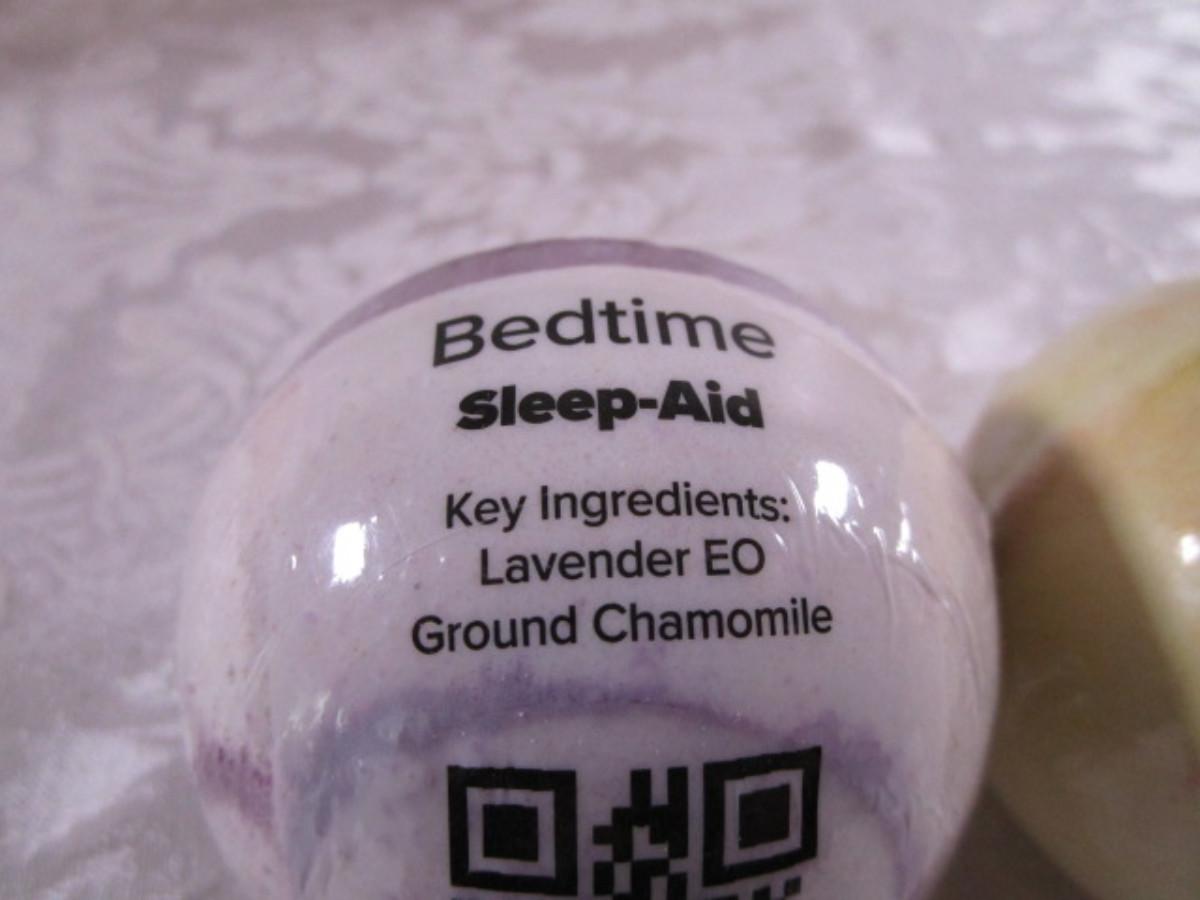 Bedtime
Sleep-Aid
Key Ingredients:
Lavender EO
Ground Chamomile